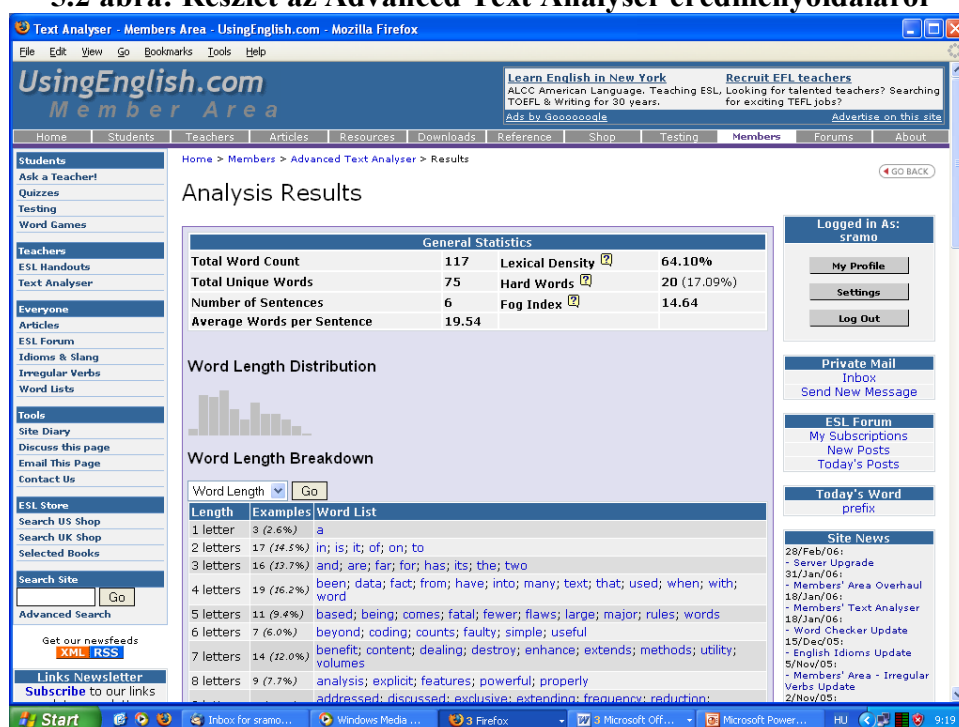 3.2 ábra: Részlet az Advanced Text Analyser eredményoldaláról
Text Analyser - Members Area - UsingEnglish.com - Mozilla Firefox
File Edit View Go Bookmarks Tools Help
UsingEnglish.com
Member Area
Learn English in New York
ALCC American Language. Teaching ESL, TOEFL & Writing for 30 years.
Recruit EFL teachers
Looking for talented teachers? Searching for exciting TEFL jobs?
Ads by Goooooogle
Advertise on this site
Home Students Teachers Articles Resources Downloads Reference Shop Testing Members Forums About
Students
Ask a Teacher!
Quizzes
Testing
Word Games
Teachers
ESL Handouts
Text Analyser
Everyone
Articles
ESL Forum
Idioms & Slang
Irregular Verbs
Word Lists
Tools
Site Diary
Discuss this page
Email This Page
Contact Us
ESL Store
Search US Shop
Search UK Shop
Selected Books
Search Site
Go
Advanced Search
Get our newsfeeds
XML RSS
Links Newsletter
Subscribe to our links
Home > Members > Advanced Text Analyser > Results
GO BACK
Analysis Results
General Statistics
Total Word Count 117 Lexical Density ? 64.10%
Total Unique Words 75 Hard Words ? 20 (17.09%)
Number of Sentences 6 Fog Index ? 14.64
Average Words per Sentence 19.54
Word Length Distribution
Word Length Breakdown
Word Length Go
Length Examples Word List
1 letter 3 (2.6%) a
2 letters 17 (14.5%) in; is; it; of; on; to
3 letters 16 (13.7%) and; are; far; for; has; its; the; two
4 letters 19 (16.2%) been; data; fact; from; have; into; many; text; that; used; when; with;
word
5 letters 11 (9.4%) based; being; comes; fatal; fewer; flaws; large; major; rules; words
6 letters 7 (6.0%) beyond; coding; counts; faulty; simple; useful
7 letters 14 (12.0%) benefit; content; dealing; destroy; enhance; extends; methods; utility;
volumes
8 letters 9 (7.7%) analysis; explicit; features; powerful; properly
addressed; discussed; exclusive; extending; frequency; reduction;
Logged in As:
sramo
My Profile
Settings
Log Out
Private Mail
Inbox
Send New Message
ESL Forum
My Subscriptions
New Posts
Today's Posts
Today's Word
prefix
Site News
28/Feb/06:
- Server Upgrade
31/Jan/06:
- Members' Area Overhaul
18/Jan/06:
- Members' Text Analyser
18/Jan/06:
- Word Checker Update
15/Dec/05:
- English Idioms Update
5/Nov/05:
- Members' Area - Irregular
Verbs Update
2/Nov/05:
Start Inbox for sramo... Windows Media ... 3 Firefox 3 Microsoft Off... Microsoft Power... HU 9:19